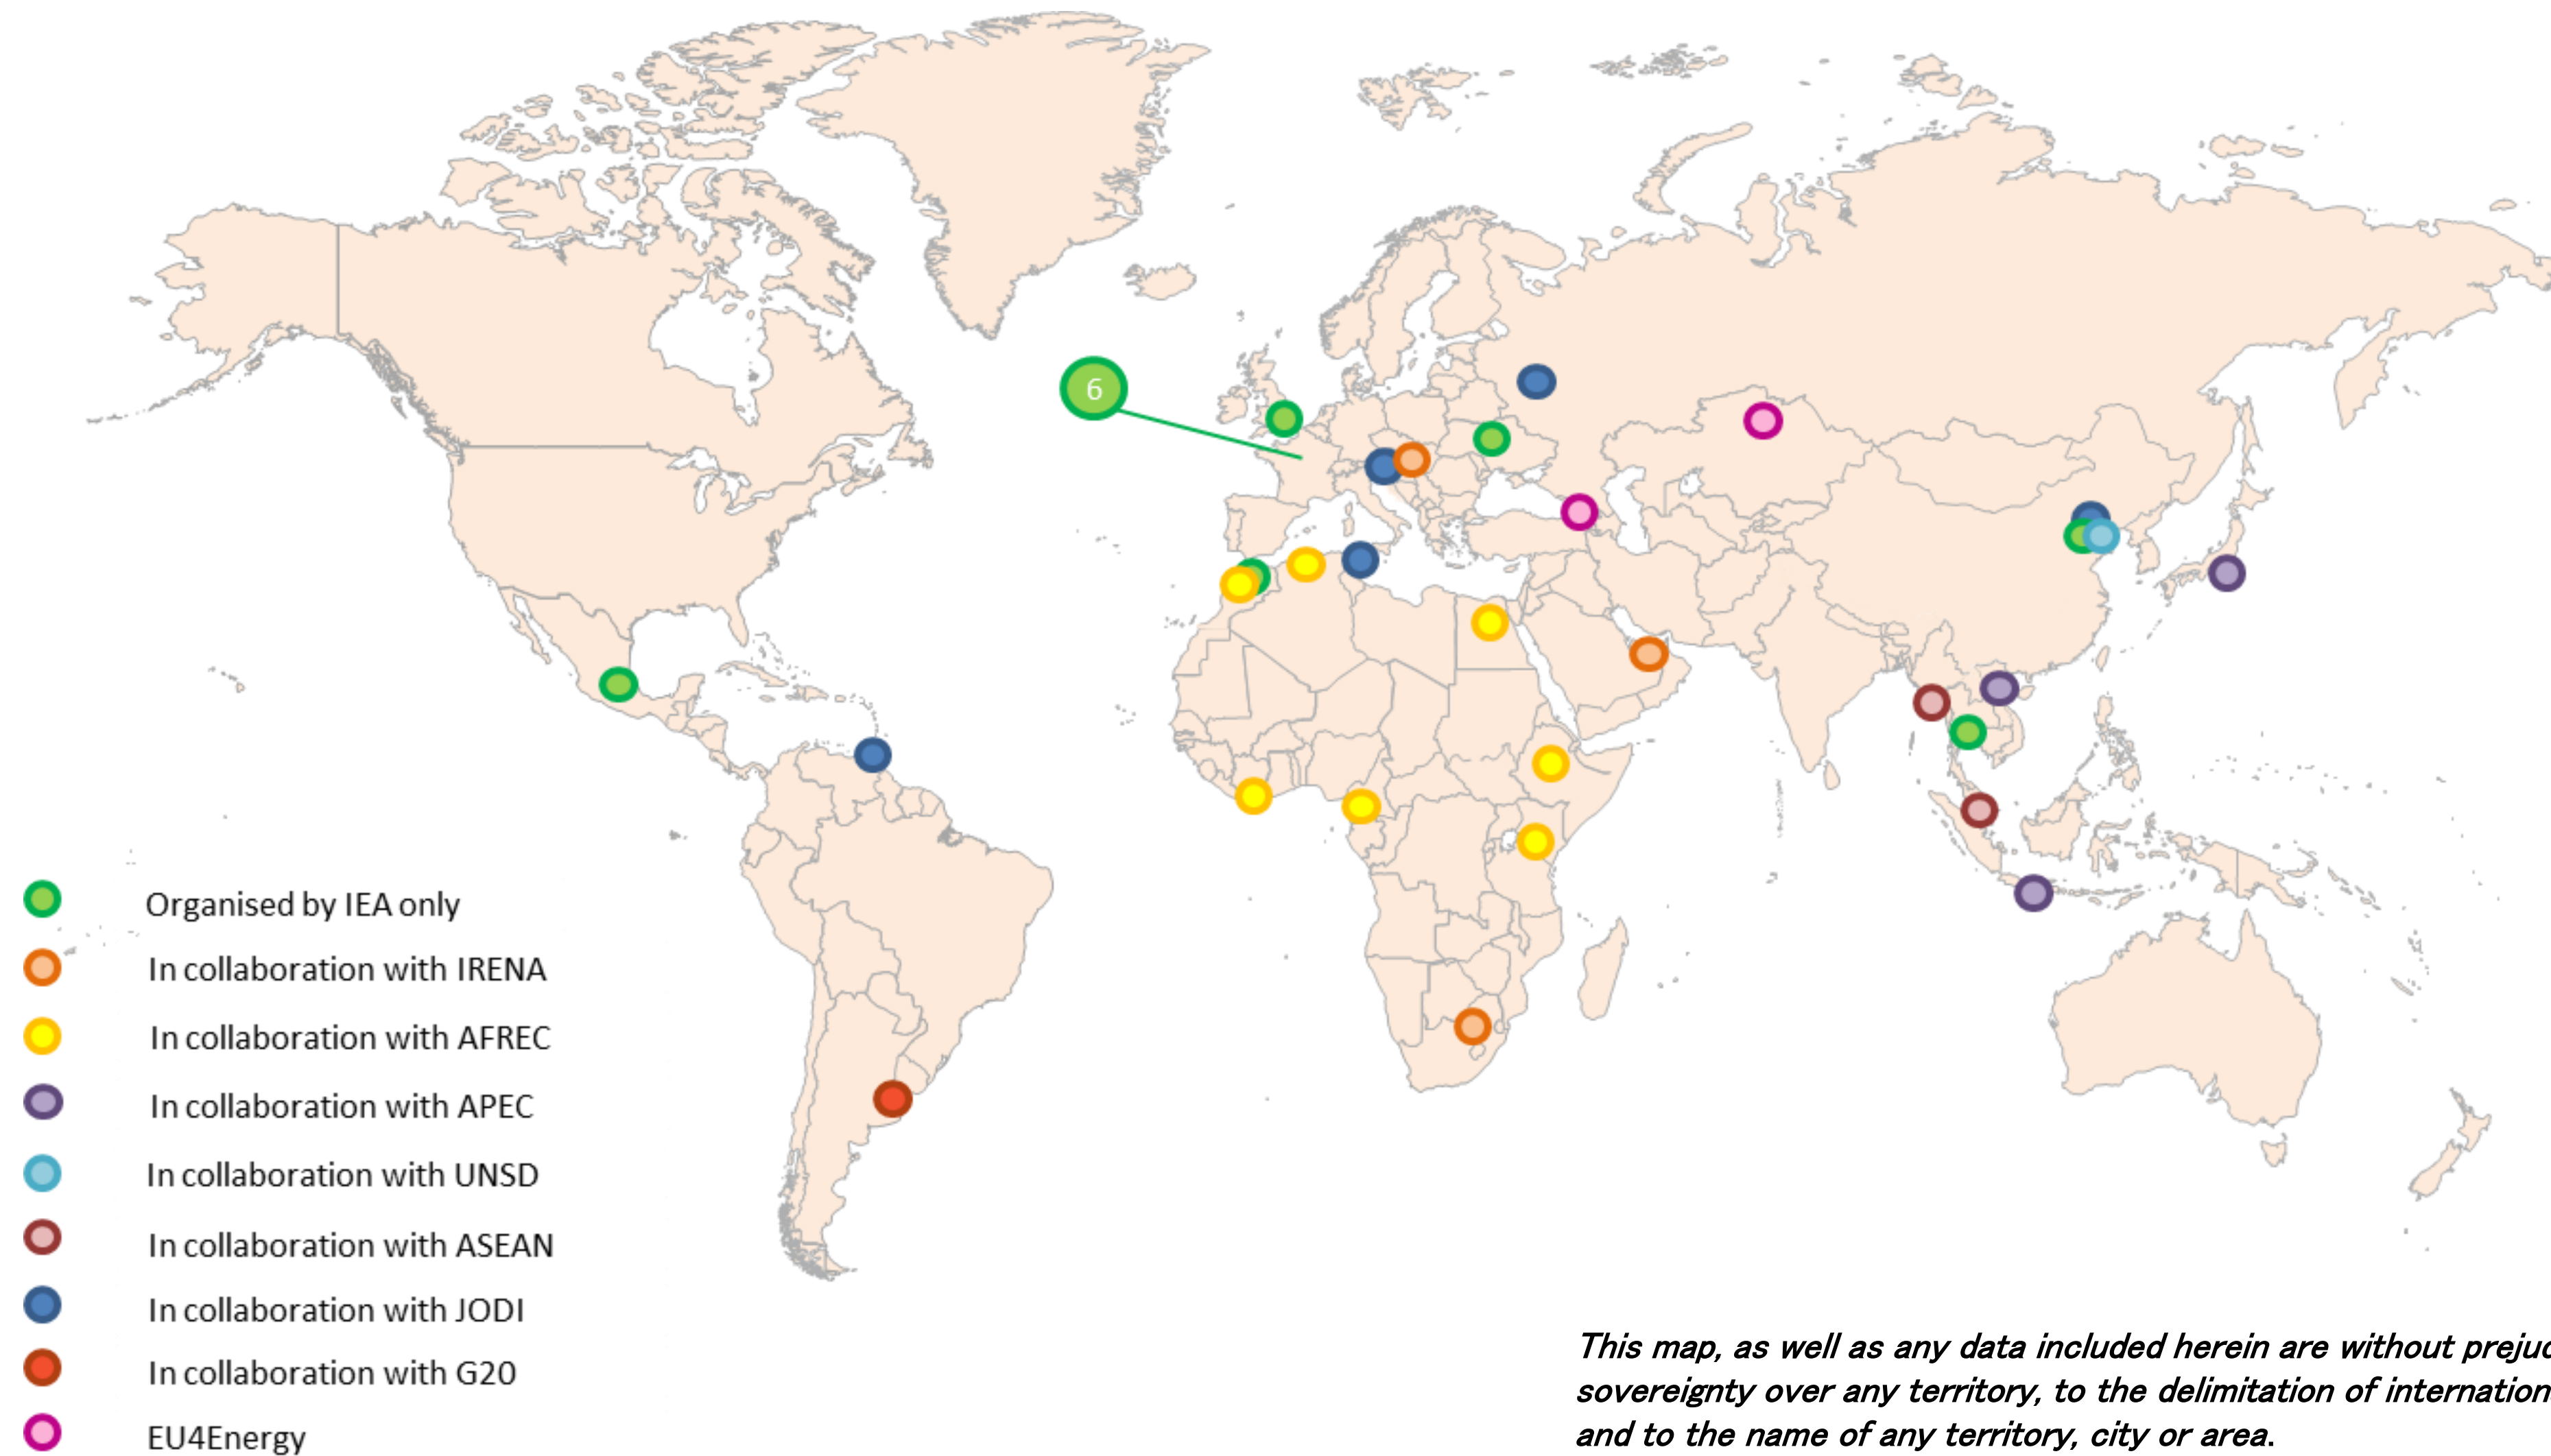 6
Organised by IEA only
In collaboration with IRENA
In collaboration with AFREC
In collaboration with APEC
In collaboration with UNSD
In collaboration with ASEAN
In collaboration with JODI
In collaboration with G20
EU4Energy
This map, as well as any data included herein are without
sovereignty over any territory, to the delimitation of
and to the name of any territory, city or area.